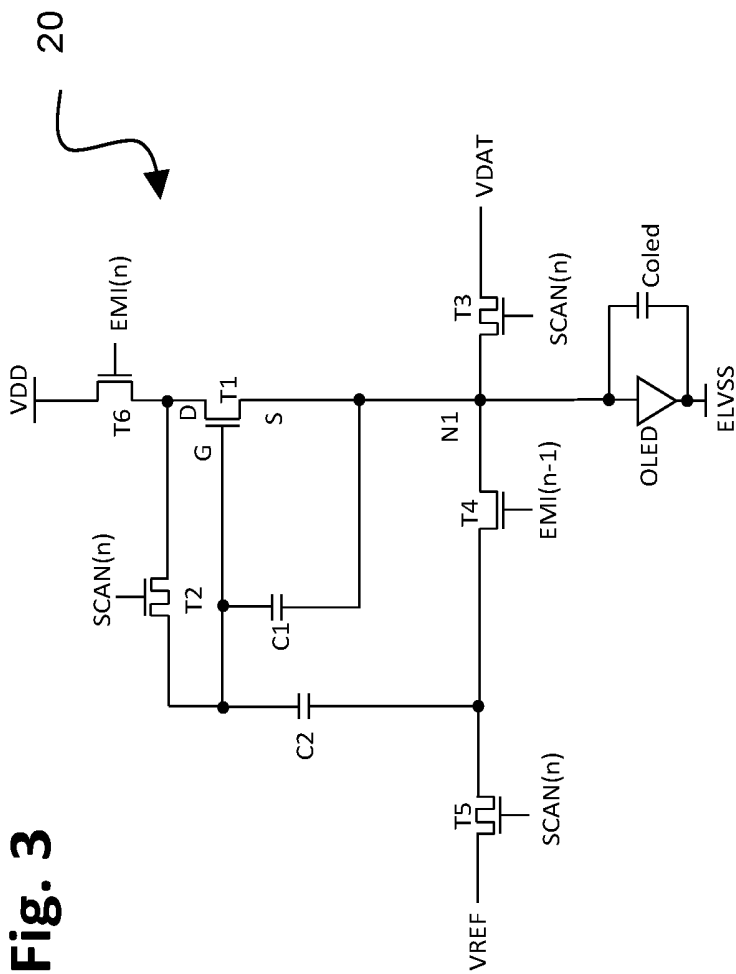 Fig. 3
20
VDD
EMI(n)
T6
D
T1
G
S
SCAN(n)
T2
C1
C2
N1
T3
VDAT
SCAN(n)
T4
EMI(n-1)
T5
VREF
SCAN(n)
OLED
Coled
ELVSS